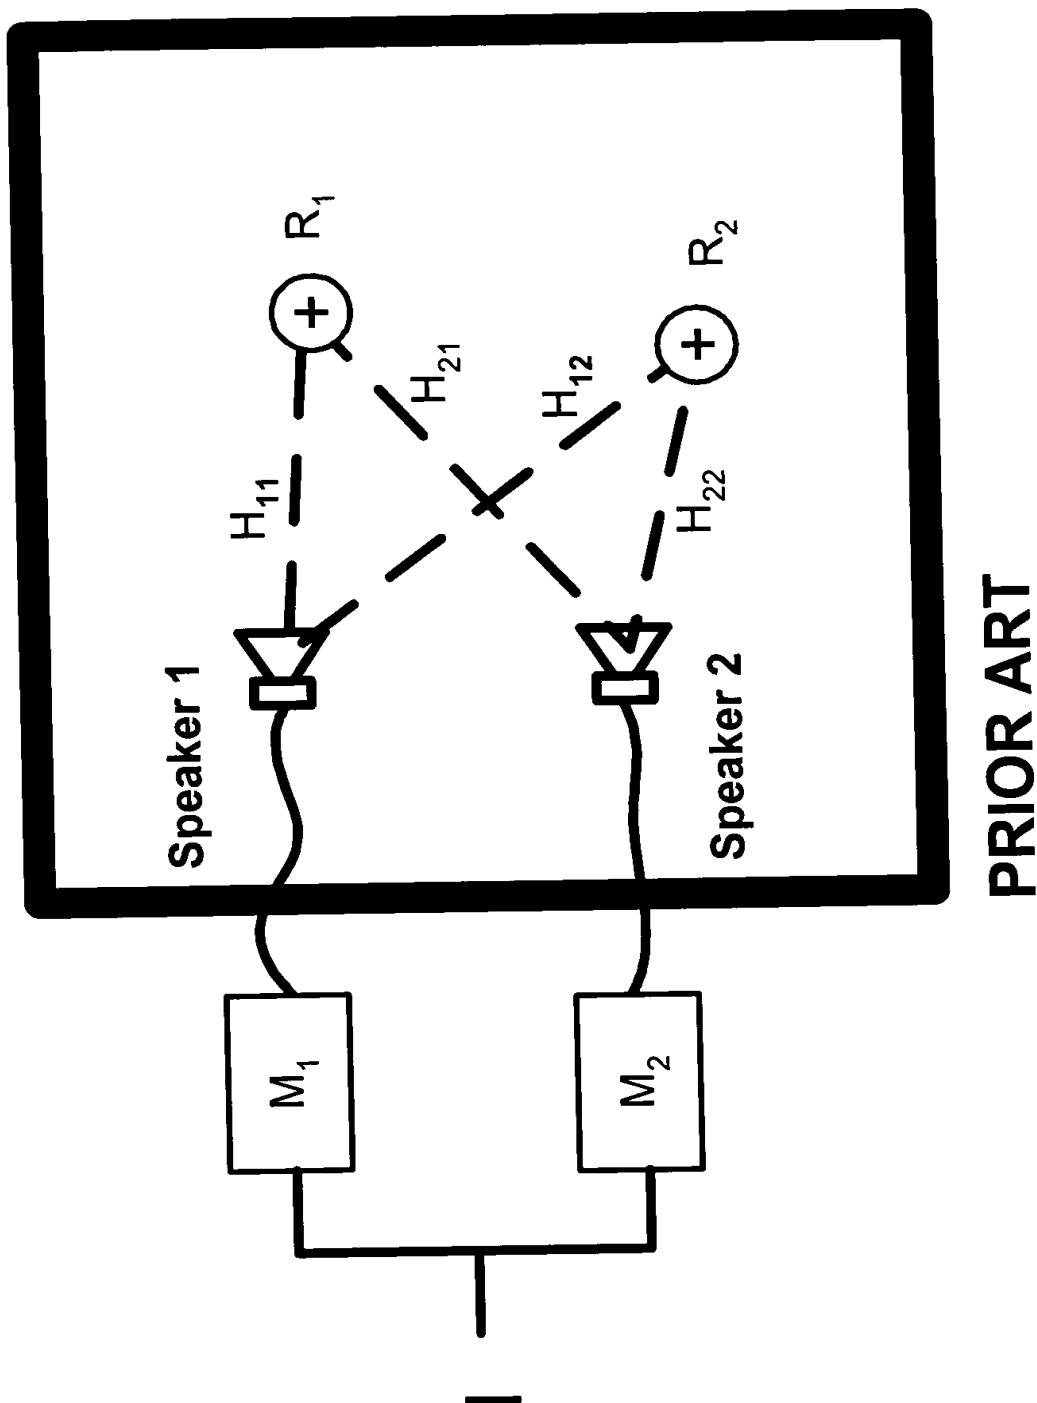 I
M₁
M₂
Speaker 1
Speaker 2
H₁₁
H₂₁
H₁₂
H₂₂
R₁
R₂
PRIOR ART